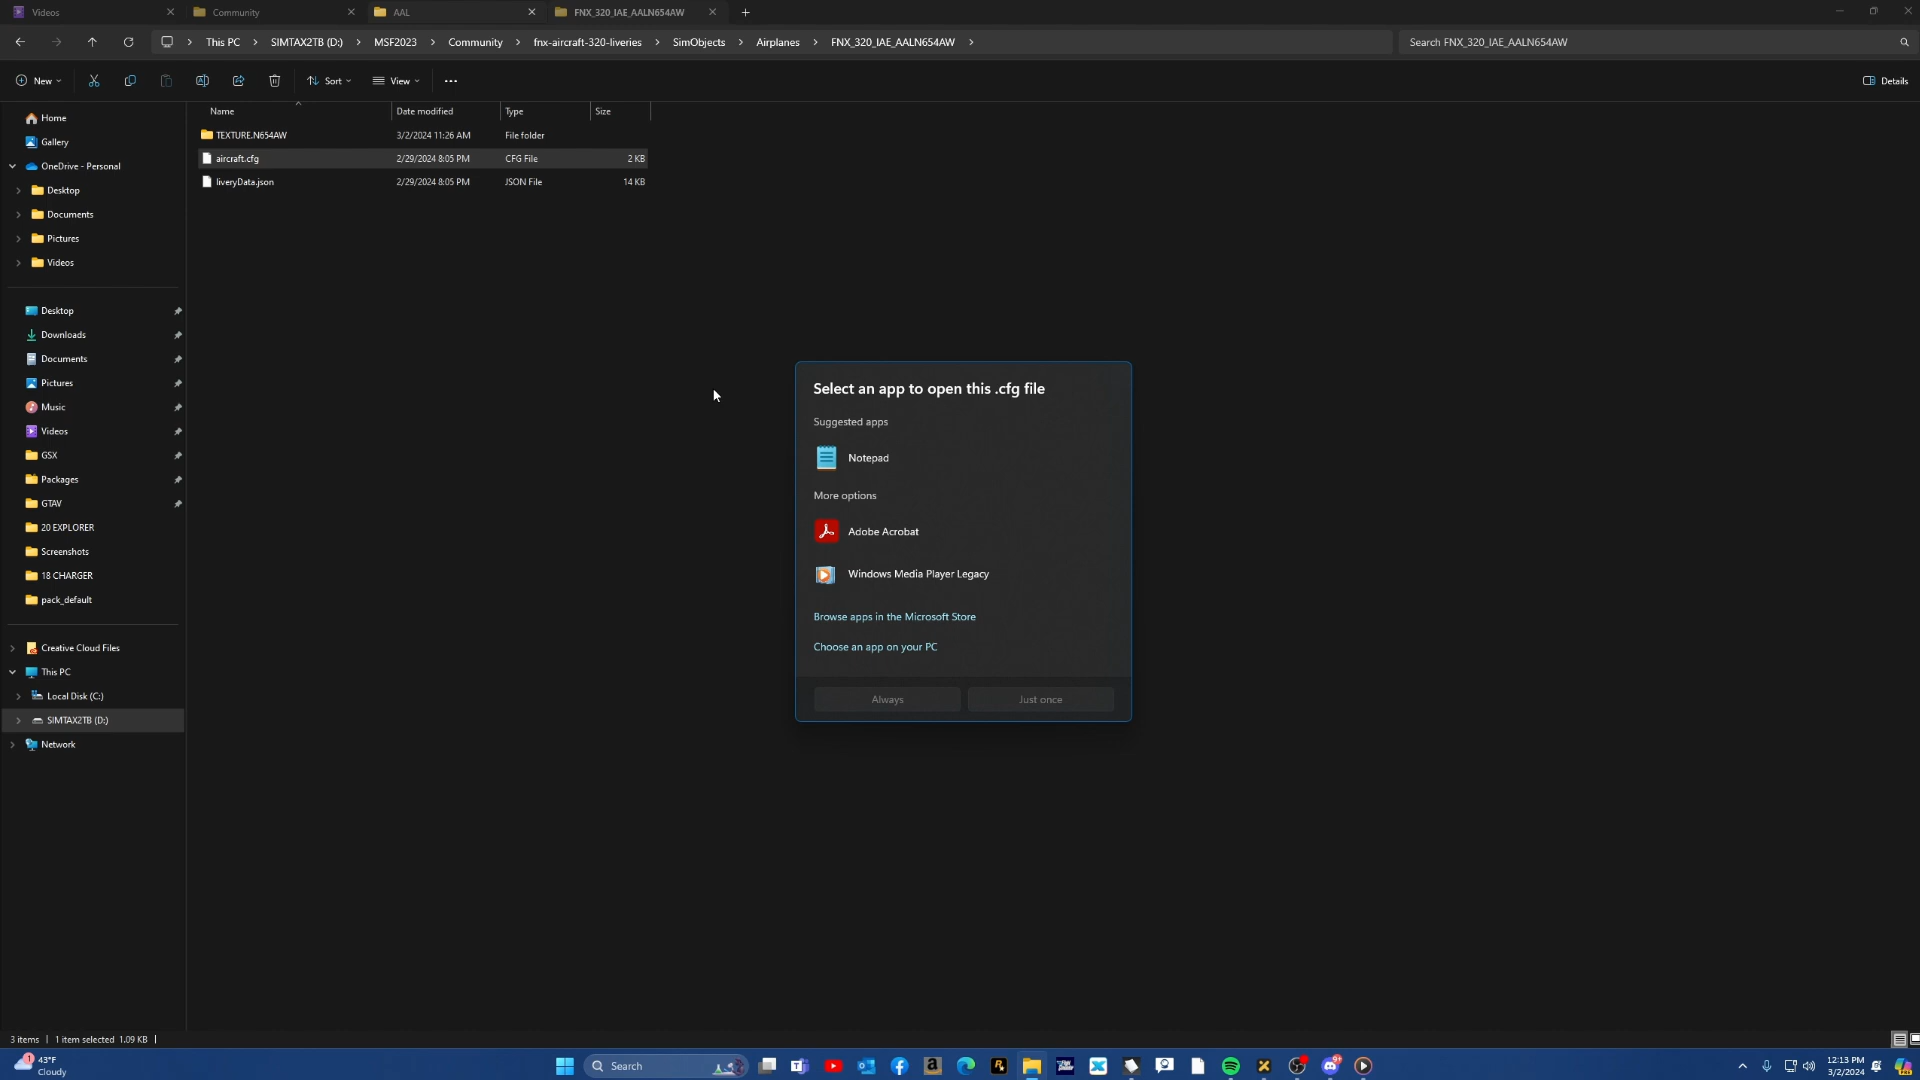 Videos
Community
AAL
FNX_320_IAE_AALN654AW
This PC > SIMTAX2TB (D:) > MSF2023 > Community > fnx-aircraft-320-liveries > SimObjects > Airplanes > FNX_320_IAE_AALN654AW >
Search FNX_320_IAE_AALN654AW
New
Sort
View
Details
Name Date modified Type Size
TEXTURE.N654AW 3/2/2024 11:26 AM File folder
aircraft.cfg 2/29/2024 8:05 PM CFG File 2 KB
liveryData.json 2/29/2024 8:05 PM JSON File 14 KB
Home
Gallery
OneDrive - Personal
Desktop
Documents
Pictures
Videos
Desktop
Downloads
Documents
Pictures
Music
Videos
GSX
Packages
GTAV
20 EXPLORER
Screenshots
18 CHARGER
pack_default
Creative Cloud Files
This PC
Local Disk (C:)
SIMTAX2TB (D:)
Network
Select an app to open this .cfg file
Suggested apps
Notepad
More options
Adobe Acrobat
Windows Media Player Legacy
Browse apps in the Microsoft Store
Choose an app on your PC
Always
Just once
3 items
1 item selected 1.09 KB
1
43°F
Cloudy
Search
12:13 PM
3/2/2024